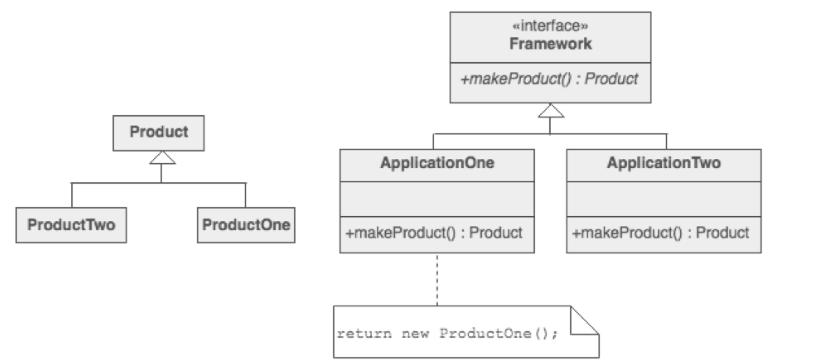 «interface»
Framework
+makeProduct() : Product
Product
ProductTwo
ProductOne
ApplicationOne
+makeProduct() : Product
ApplicationTwo
+makeProduct() : Product
return new ProductOne();